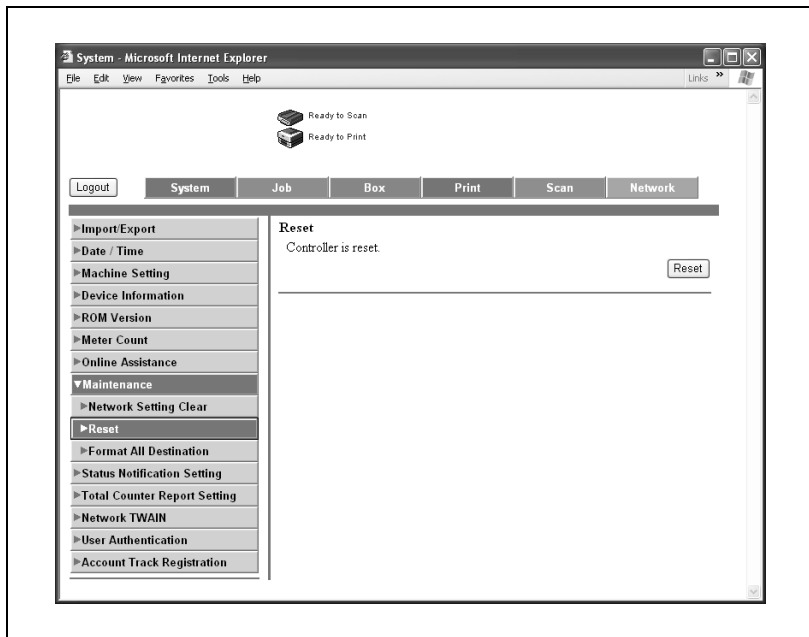 System - Microsoft Internet Explorer
File Edit View Favorites Tools Help Links »
Ready to Scan
Ready to Print
Logout System Job Box Print Scan Network
Import/Export
Date / Time
Machine Setting
Device Information
ROM Version
Meter Count
Online Assistance
Maintenance
Network Setting Clear
Reset
Format All Destination
Status Notification Setting
Total Counter Report Setting
Network TWAIN
User Authentication
Account Track Registration
Reset
Controller is reset.
Reset